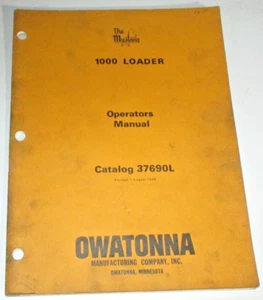 The
Mustang
1000 LOADER
Operators
Manual
Catalog 37690L
OWATONNA
MANUFACTURING COMPANY, INC.
OWATONNA, MINNESOTA